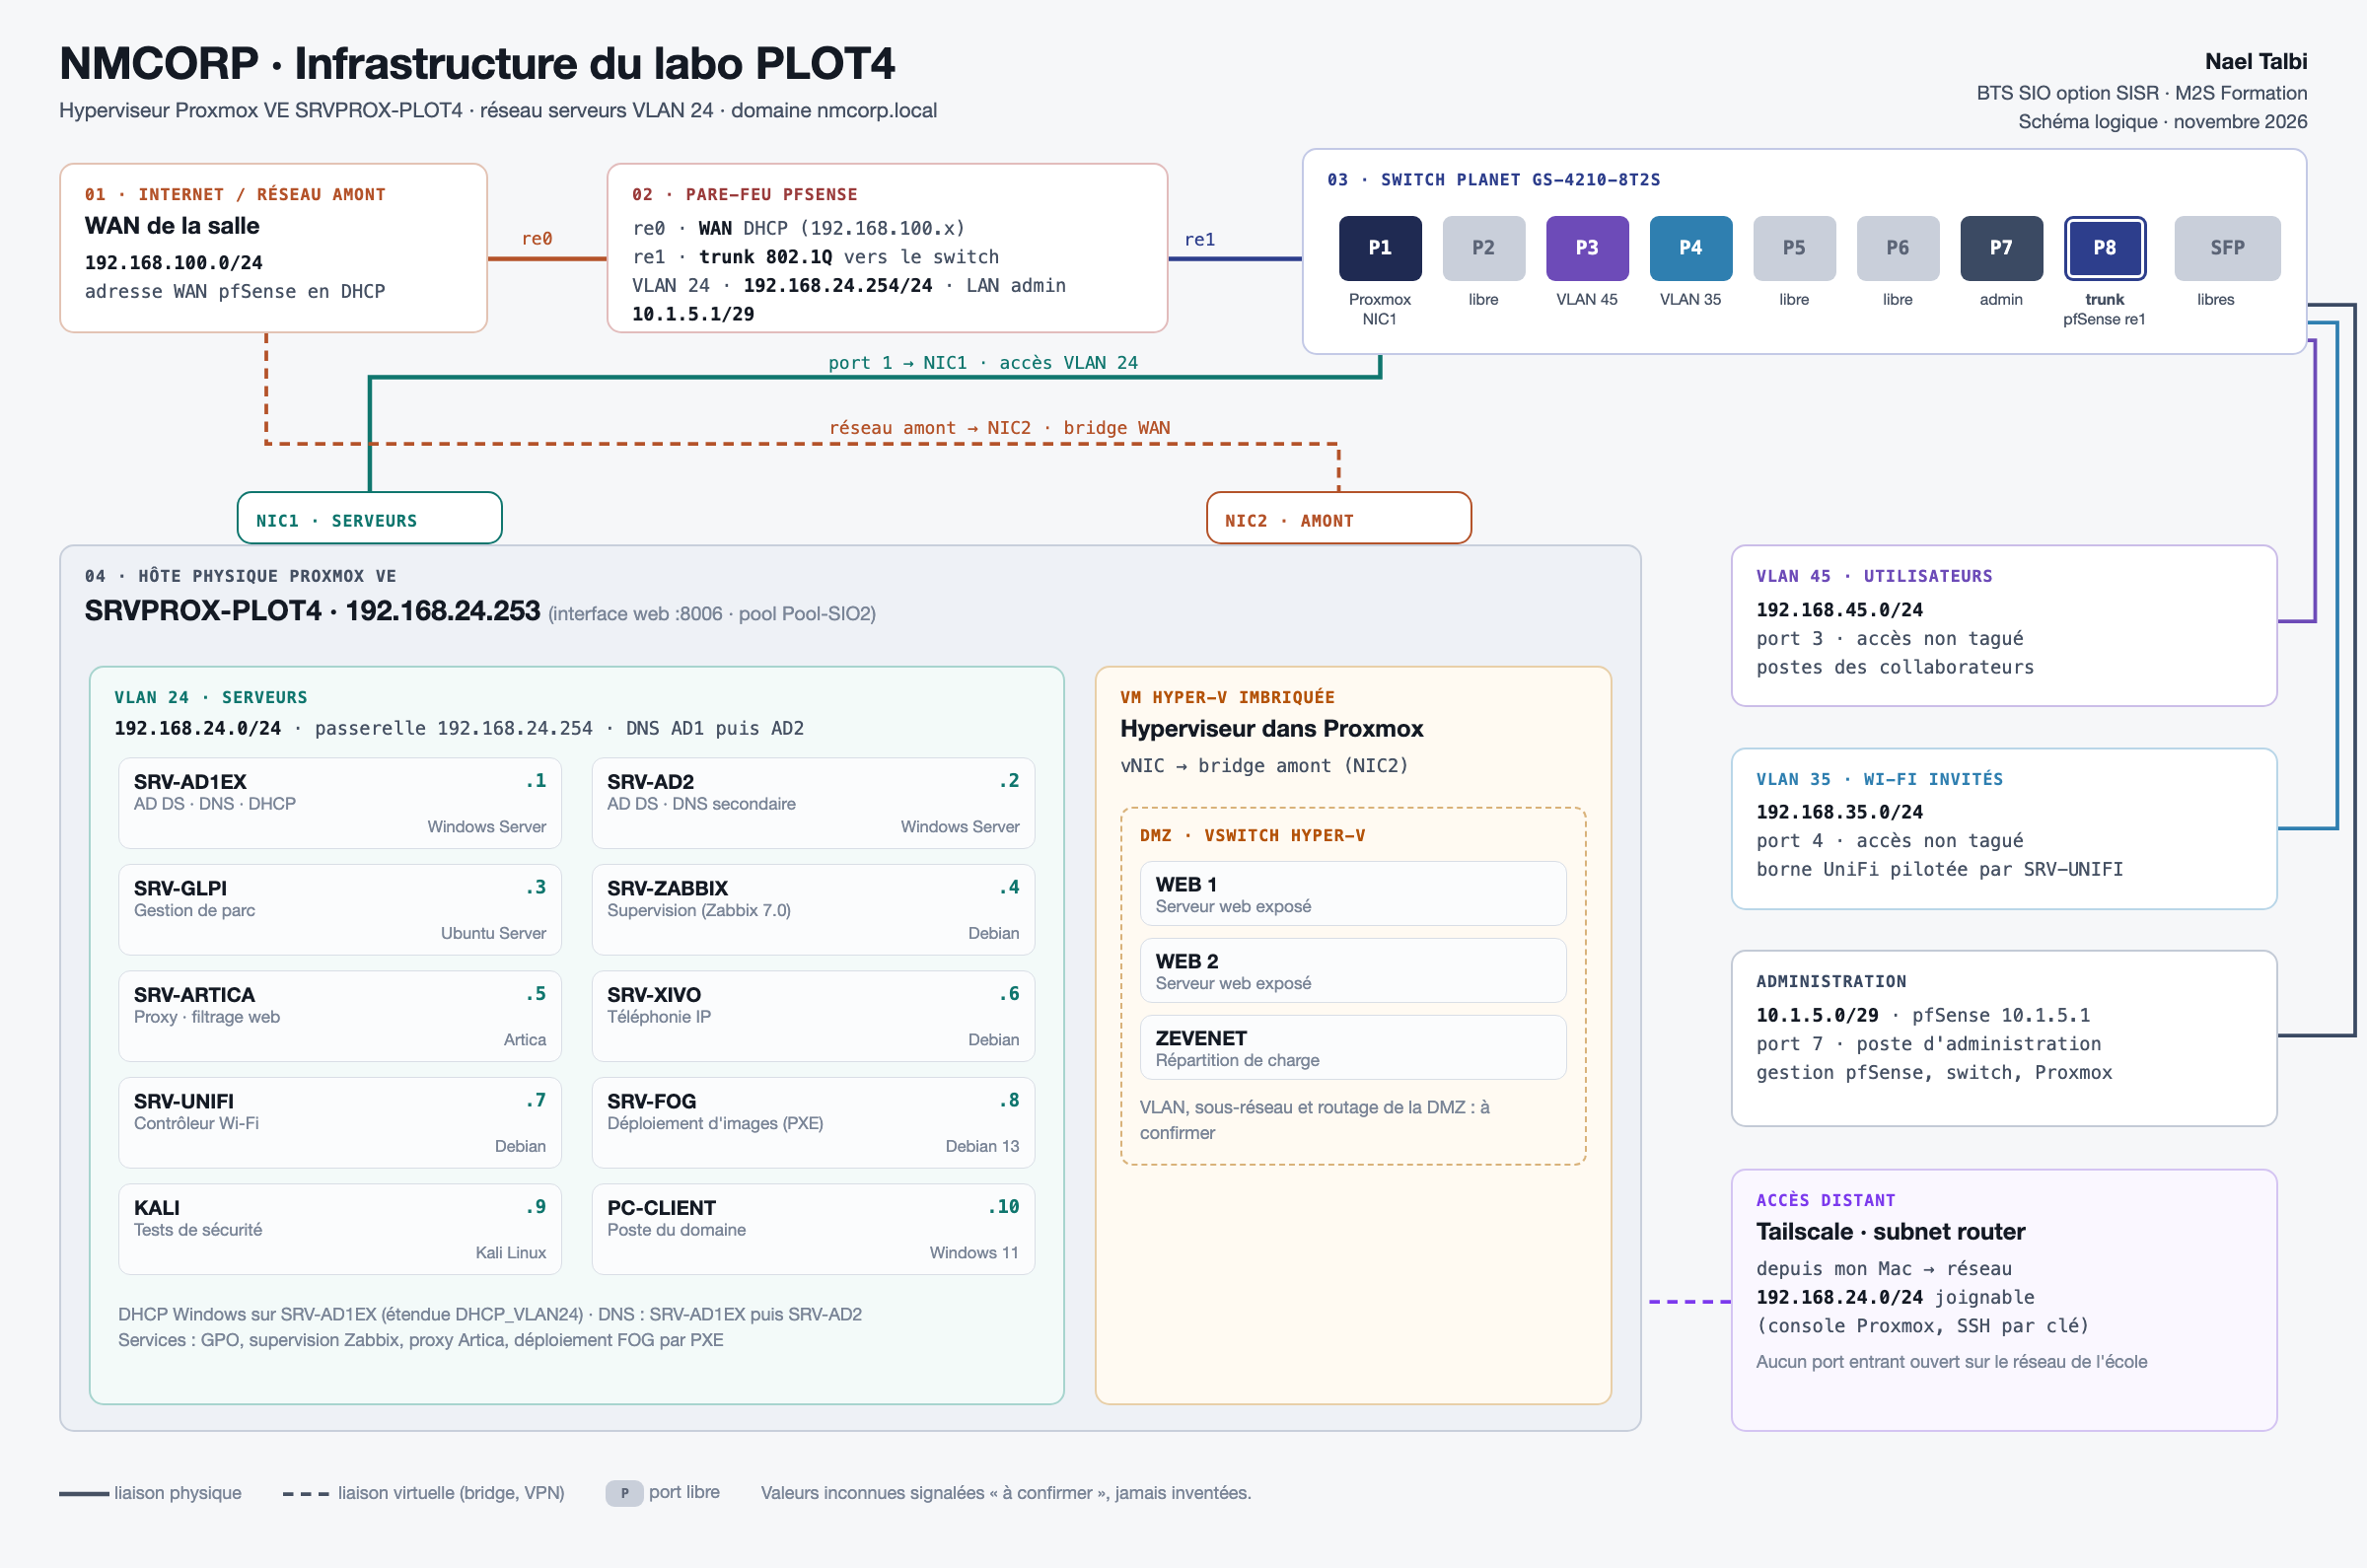 NMCORP · Infrastructure du labo PLOT4
Hyperviseur Proxmox VE SRVPROX-PLOT4 · réseau serveurs VLAN 24 · domaine nmcorp.local
Nael Talbi
BTS SIO option SISR · M2S Formation
Schéma logique · novembre 2026
01 · INTERNET / RÉSEAU AMONT
WAN de la salle
192.168.100.0/24
adresse WAN pfSense en DHCP
re0
02 · PARE-FEU PFSENSE
re0 · WAN DHCP (192.168.100.x)
re1 · trunk 802.1Q vers le switch
VLAN 24 · 192.168.24.254/24 · LAN admin
10.1.5.1/29
re1
03 · SWITCH PLANET GS-4210-8T2S
P1
P2
P3
P4
P5
P6
P7
P8
SFP
Proxmox
NIC1
libre
VLAN 45
VLAN 35
libre
libre
admin
trunk
pfSense re1
libres
port 1 → NIC1 · accès VLAN 24
réseau amont → NIC2 · bridge WAN
NIC1 · SERVEURS
NIC2 · AMONT
04 · HÔTE PHYSIQUE PROXMOX VE
SRVPROX-PLOT4 · 192.168.24.253 (interface web :8006 · pool Pool-SIO2)
VLAN 24 · SERVEURS
192.168.24.0/24 · passerelle 192.168.24.254 · DNS AD1 puis AD2
SRV-AD1EX .1
AD DS · DNS · DHCP
Windows Server
SRV-AD2 .2
AD DS · DNS secondaire
Windows Server
SRV-GLPI .3
Gestion de parc
Ubuntu Server
SRV-ZABBIX .4
Supervision (Zabbix 7.0)
Debian
SRV-ARTICA .5
Proxy · filtrage web
Artica
SRV-XIVO .6
Téléphonie IP
Debian
SRV-UNIFI .7
Contrôleur Wi-Fi
Debian
SRV-FOG .8
Déploiement d'images (PXE)
Debian 13
KALI .9
Tests de sécurité
Kali Linux
PC-CLIENT .10
Poste du domaine
Windows 11
DHCP Windows sur SRV-AD1EX (étendue DHCP_VLAN24) · DNS : SRV-AD1EX puis SRV-AD2
Services : GPO, supervision Zabbix, proxy Artica, déploiement FOG par PXE
VM HYPER-V IMBRIQUÉE
Hyperviseur dans Proxmox
vNIC → bridge amont (NIC2)
DMZ · VSWITCH HYPER-V
WEB 1
Serveur web exposé
WEB 2
Serveur web exposé
ZEVENET
Répartition de charge
VLAN, sous-réseau et routage de la DMZ : à
confirmer
VLAN 45 · UTILISATEURS
192.168.45.0/24
port 3 · accès non tagué
postes des collaborateurs
VLAN 35 · WI-FI INVITÉS
192.168.35.0/24
port 4 · accès non tagué
borne UniFi pilotée par SRV-UNIFI
ADMINISTRATION
10.1.5.0/29 · pfSense 10.1.5.1
port 7 · poste d'administration
gestion pfSense, switch, Proxmox
ACCÈS DISTANT
Tailscale · subnet router
depuis mon Mac → réseau
192.168.24.0/24 joignable
(console Proxmox, SSH par clé)
Aucun port entrant ouvert sur le réseau de l'école
liaison physique
liaison virtuelle (bridge, VPN)
P port libre
Valeurs inconnues signalées « à confirmer », jamais inventées.